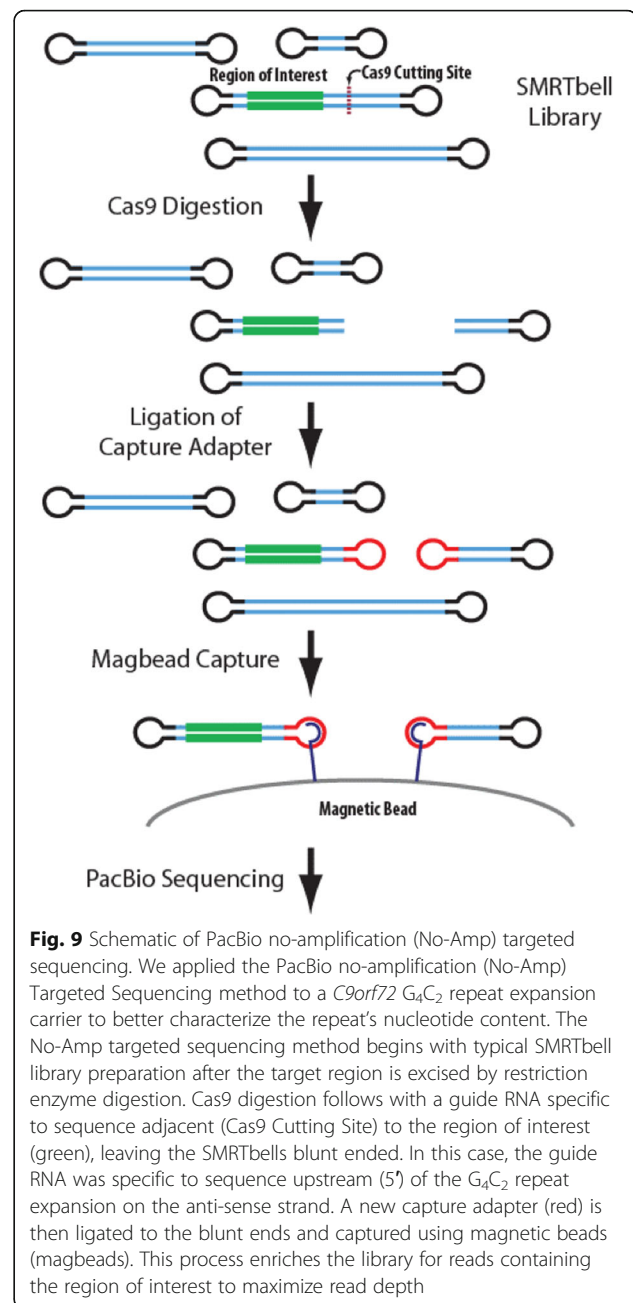 Region of Interest
Cas9 Cutting Site
SMRTbell
Library
Cas9 Digestion
Ligation of
Capture Adapter
Magbead Capture
Magnetic Bead
PacBio Sequencing
Fig. 9 Schematic of PacBio no-amplification (No-Amp) targeted
sequencing. We applied the PacBio no-amplification (No-Amp)
Targeted Sequencing method to a C9orf72 G₄C₂ repeat expansion
carrier to better characterize the repeat's nucleotide content. The
No-Amp targeted sequencing method begins with typical SMRTbell
library preparation after the target region is excised by restriction
enzyme digestion. Cas9 digestion follows with a guide RNA specific
to sequence adjacent (Cas9 Cutting Site) to the region of interest
(green), leaving the SMRTbells blunt ended. In this case, the guide
RNA was specific to sequence upstream (5′) of the G₄C₂ repeat
expansion on the anti-sense strand. A new capture adapter (red) is
then ligated to the blunt ends and captured using magnetic beads
(magbeads). This process enriches the library for reads containing
the region of interest to maximize read depth